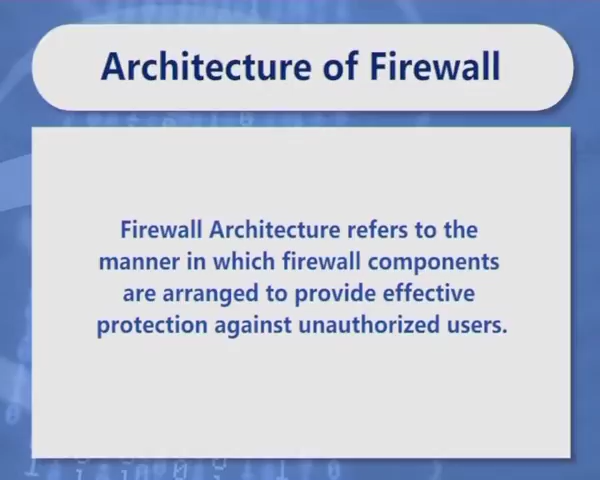 Architecture of Firewall
Firewall Architecture refers to the
manner in which firewall components
are arranged to provide effective
protection against unauthorized users.